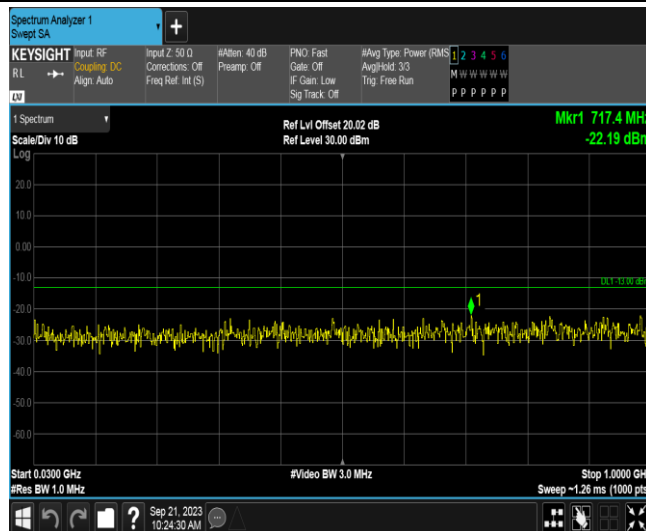 Spectrum Analyzer 1
Swept SA
+
KEYSIGHT
RL
LXI
Input: RF
Coupling: DC
Align: Auto
Input Z: 50 Ω
Corrections: Off
Freq Ref: Int (S)
#Atten: 40 dB
Preamp: Off
PNO: Fast
Gate: Off
IF Gain: Low
Sig Track: Off
#Avg Type: Power (RMS
Avg|Hold: 3/3
Trig: Free Run
1 2 3 4 5 6
M W W W W W
P P P P P P
1 Spectrum
Scale/Div 10 dB
Log
Ref Lvl Offset 20.02 dB
Ref Level 30.00 dBm
Mkr1 717.4 MHz
-22.19 dBm
20.0
10.0
0.00
-10.0
-20.0
-30.0
-40.0
-50.0
-60.0
DL1 -13.00 dBm
1
Start 0.0300 GHz
#Res BW 1.0 MHz
#Video BW 3.0 MHz
Stop 1.0000 GHz
Sweep ~1.26 ms (1000 pts
?
Sep 21, 2023
10:24:30 AM